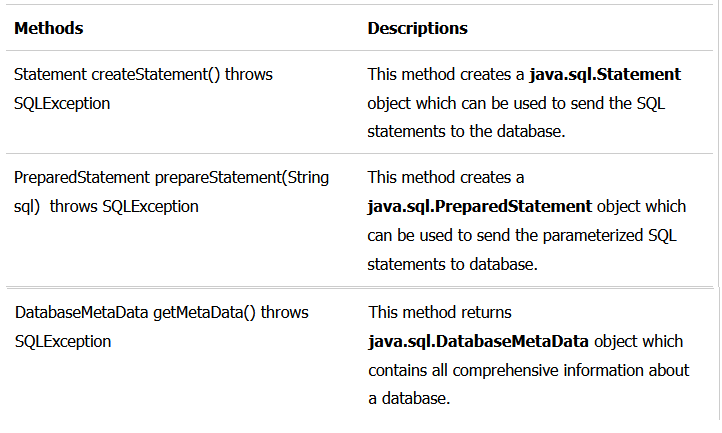 Methods
Descriptions
Statement createStatement() throws
SQLException
This method creates a java.sql.Statement
object which can be used to send the SQL
statements to the database.
PreparedStatement prepareStatement(String
sql)  throws SQLException
This method creates a
java.sql.PreparedStatement object which
can be used to send the parameterized SQL
statements to database.
DatabaseMetaData getMetaData() throws
SQLException
This method returns
java.sql.DatabaseMetaData object which
contains all comprehensive information about
a database.